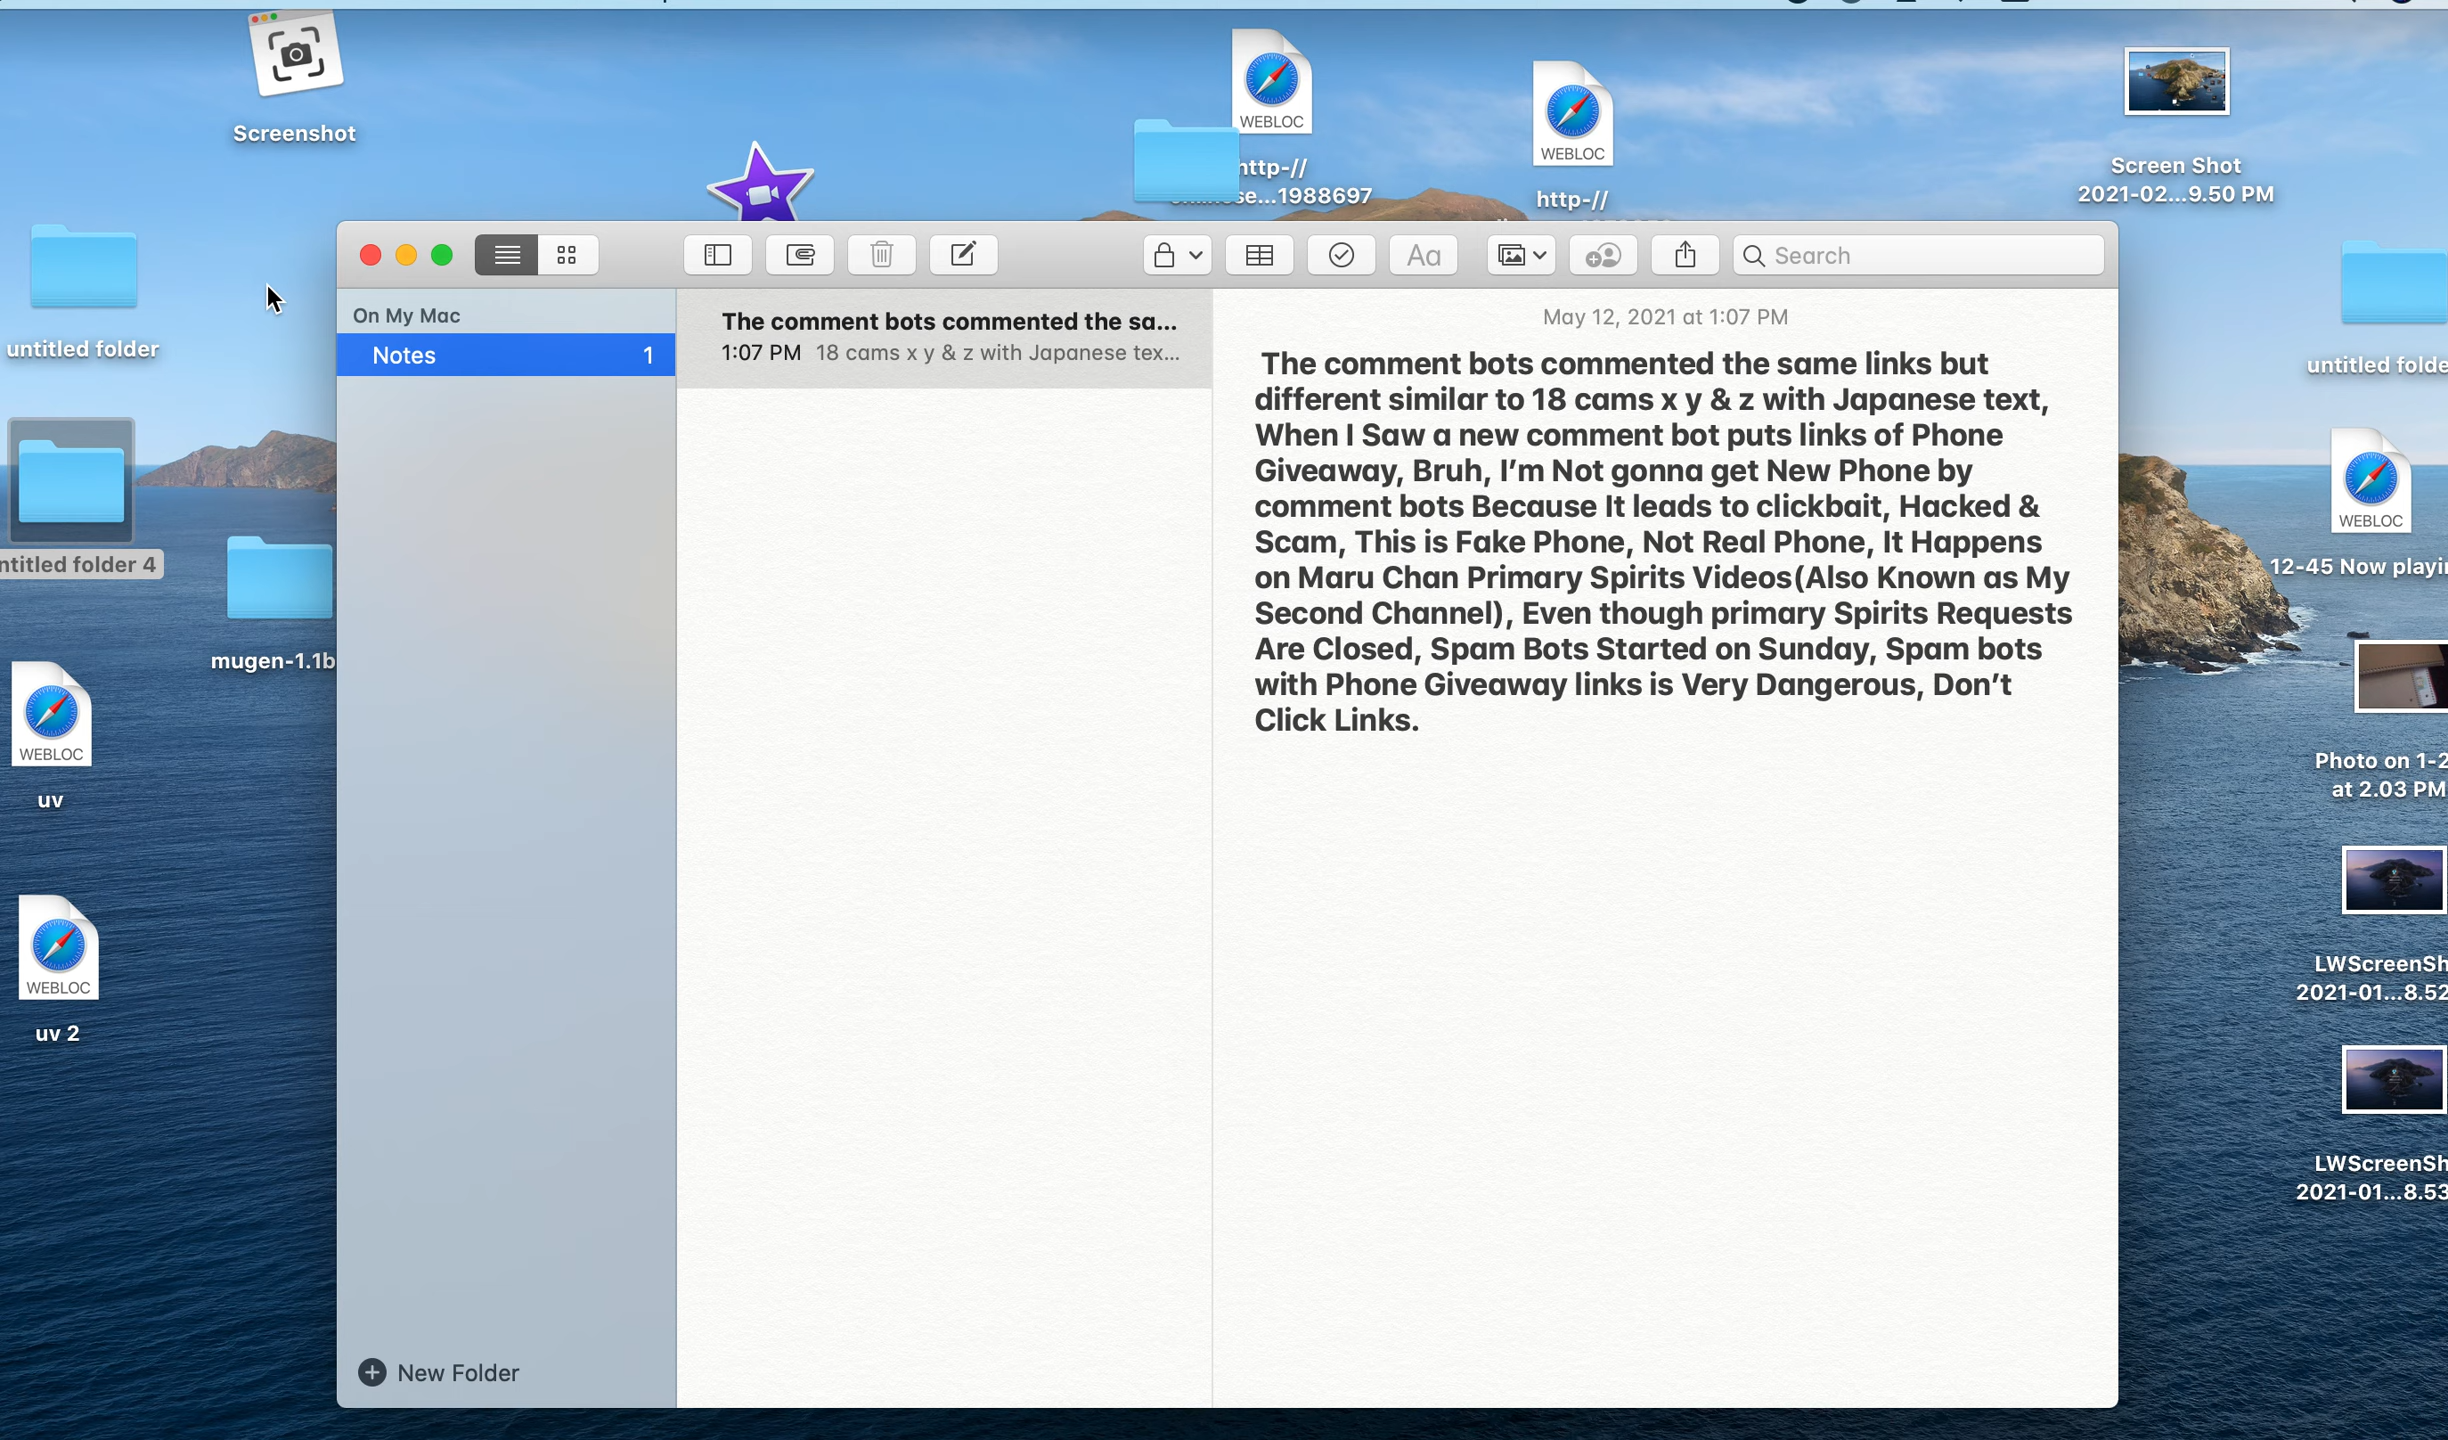 Screenshot
WEBLOC
http-//
se...1988697
WEBLOC
http-//
Screen Shot
2021-02...9.50 PM
untitled folder
ntitled folder 4
mugen-1.1b
WEBLOC
uv
WEBLOC
uv 2
Aa
Search
On My Mac
Notes 1
New Folder
The comment bots commented the sa...
1:07 PM 18 cams x y & z with Japanese tex...
May 12, 2021 at 1:07 PM
The comment bots commented the same links but
different similar to 18 cams x y & z with Japanese text,
When I Saw a new comment bot puts links of Phone
Giveaway, Bruh, I’m Not gonna get New Phone by
comment bots Because It leads to clickbait, Hacked &
Scam, This is Fake Phone, Not Real Phone, It Happens
on Maru Chan Primary Spirits Videos(Also Known as My
Second Channel), Even though primary Spirits Requests
Are Closed, Spam Bots Started on Sunday, Spam bots
with Phone Giveaway links is Very Dangerous, Don’t
Click Links.
untitled folde
WEBLOC
12-45 Now playi
Photo on 1-2
at 2.03 PM
LWScreenSh
2021-01...8.52
LWScreenSh
2021-01...8.53